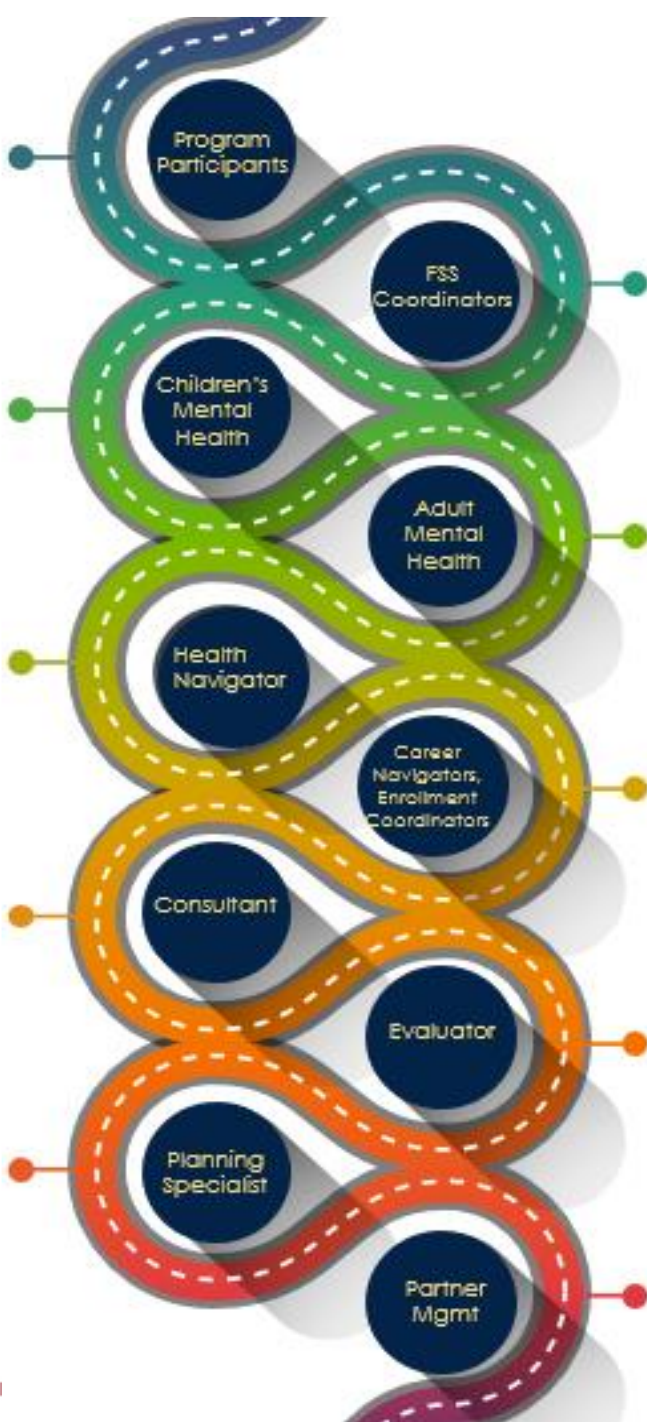 Program
Participants
FSS
Coordinators
Children's
Mental
Health
Adult
Mental
Health
Health
Navigator
Career
Navigators,
Enrollment
Coordinators
Consultant
Evaluator
Planning
Specialist
Partner
Mgmt